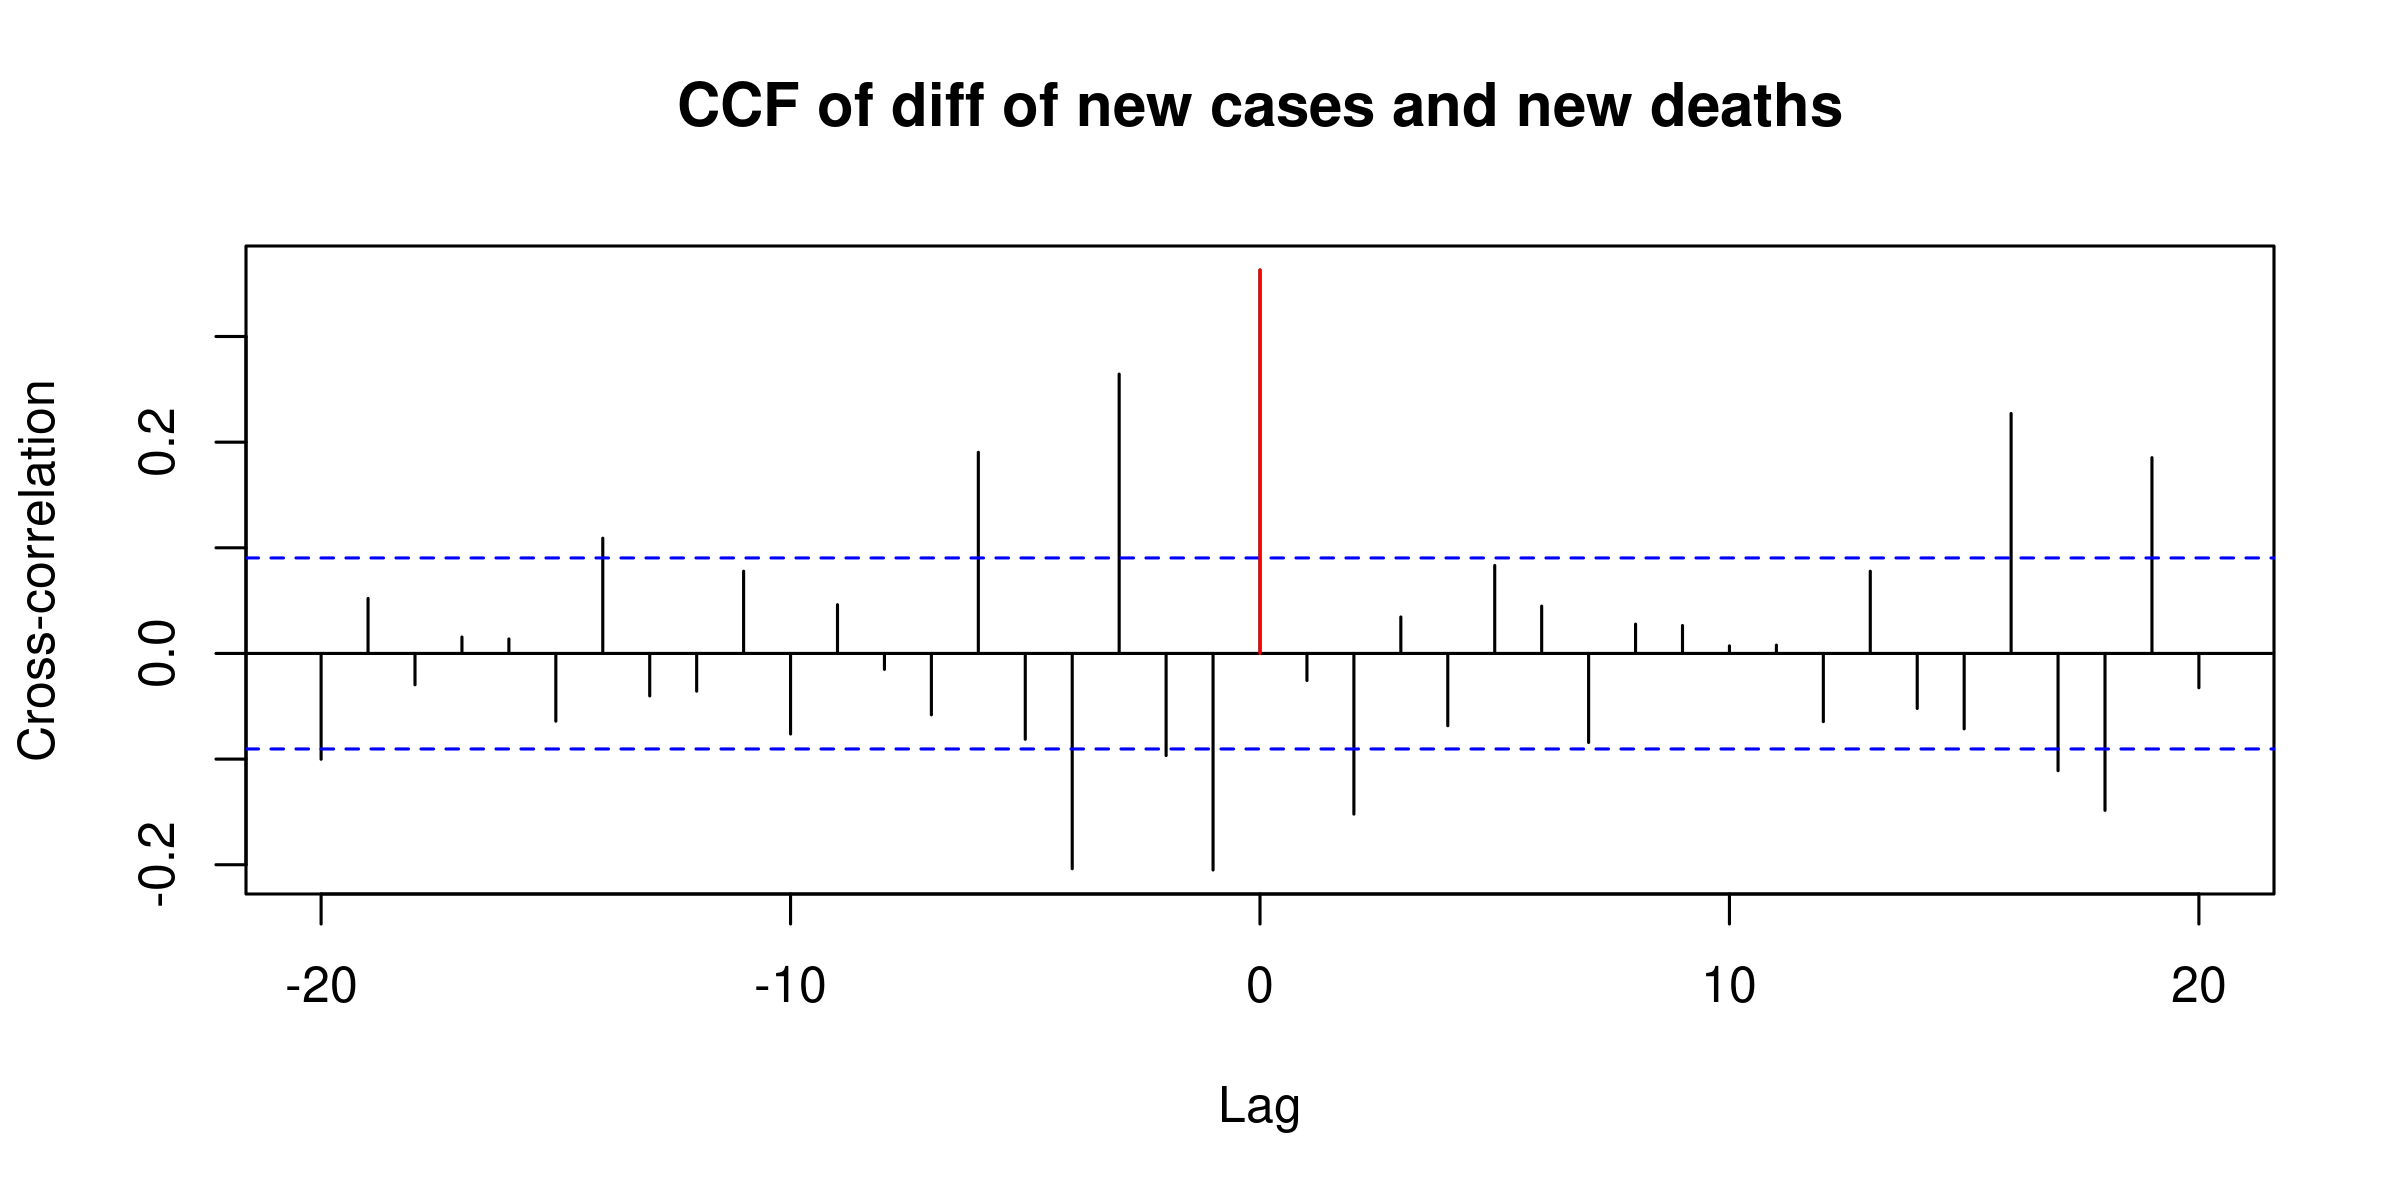 CCF of diff of new cases and new deaths
Cross-correlation
0.2
0.0
-0.2
-20
-10
0
10
20
Lag